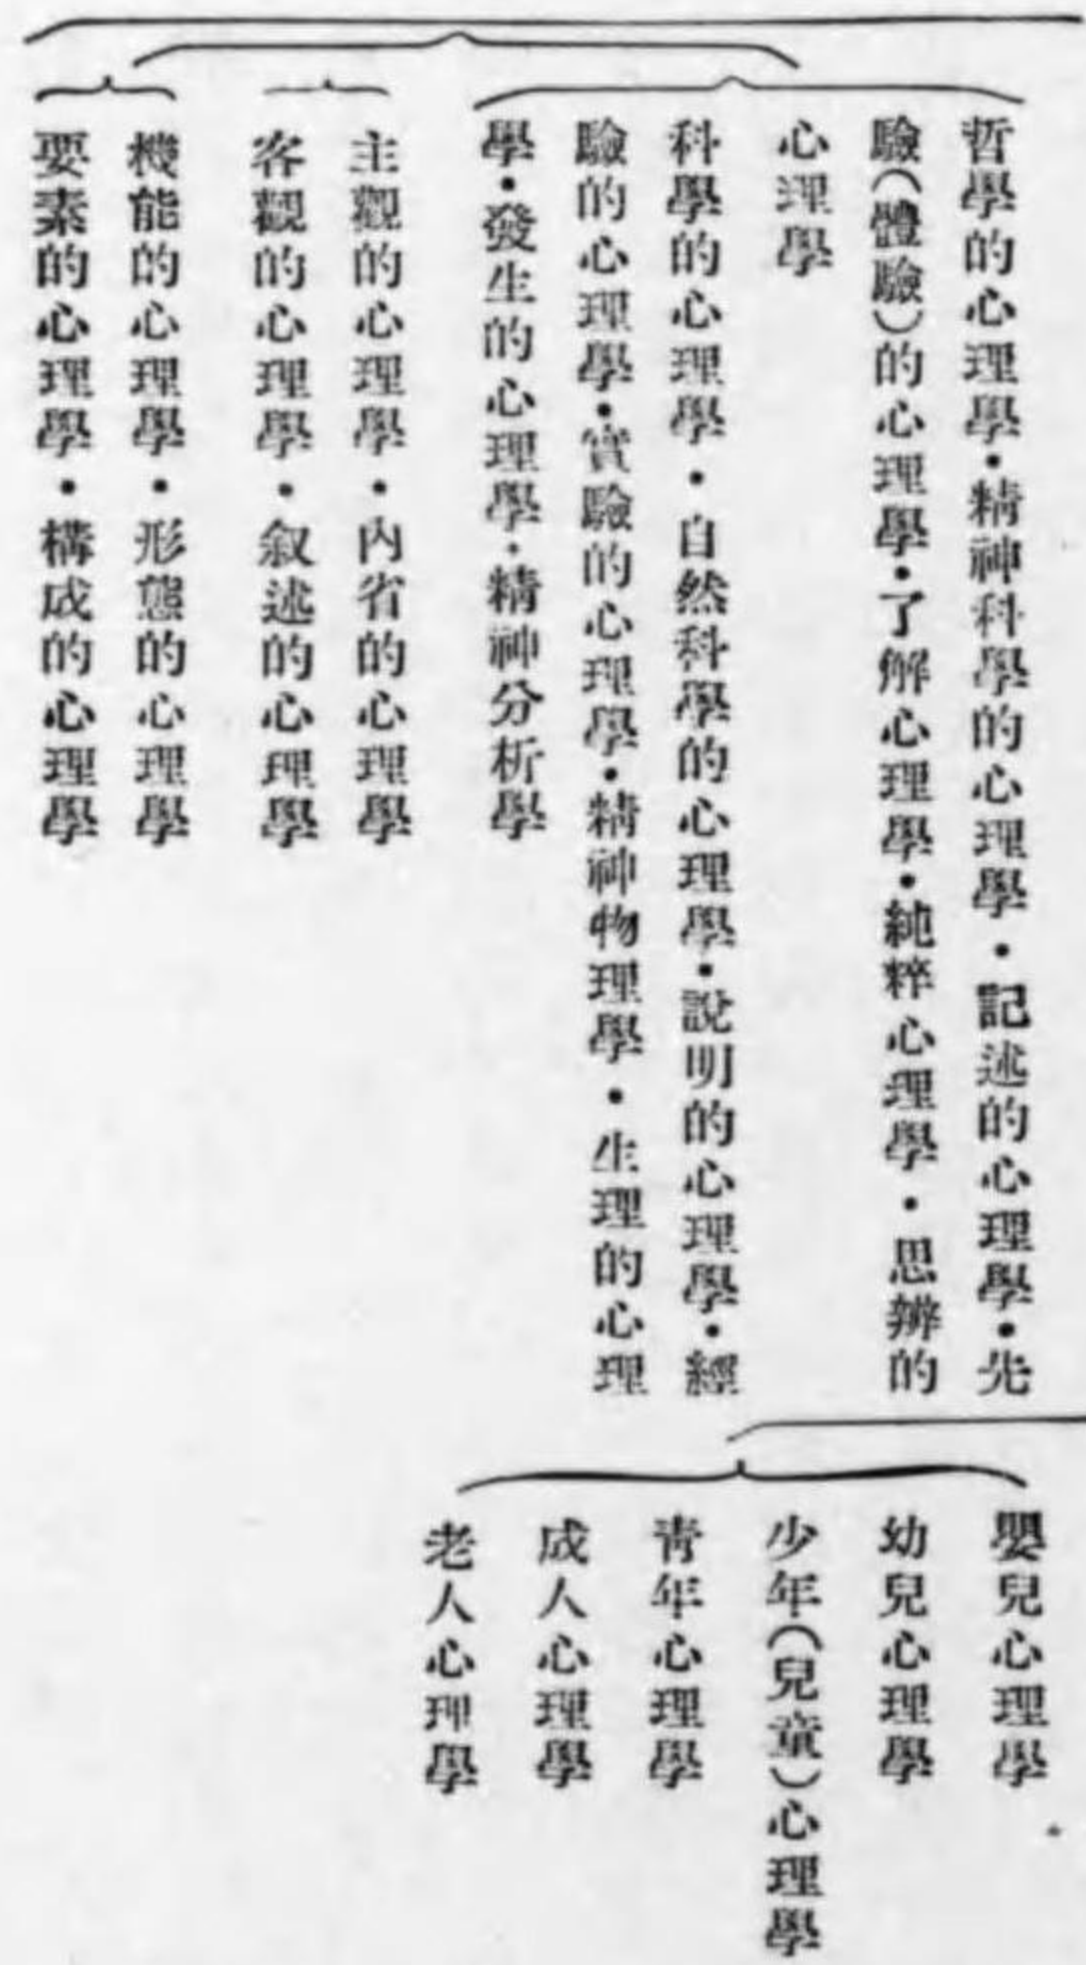 哲學的心理學・精神科學的心理學・記述的心理學・先
驗(體驗)的心理學・了解心理學・純粹心理學・思辨的
心理學
科學的心理學・自然科學的心理學・說明的心理學・經
驗的心理學・實驗的心理學・精神物理學・生理的心理
學・發生的心理學・精神分析學
主觀的心理學・內省的心理學
客觀的心理學・叙述的心理學
機能的心理學・形態的心理學
要素的心理學・構成的心理學
嬰兒心理學
幼兒心理學
少年(兒童)心理學
靑年心理學
成人心理學
老人心理學